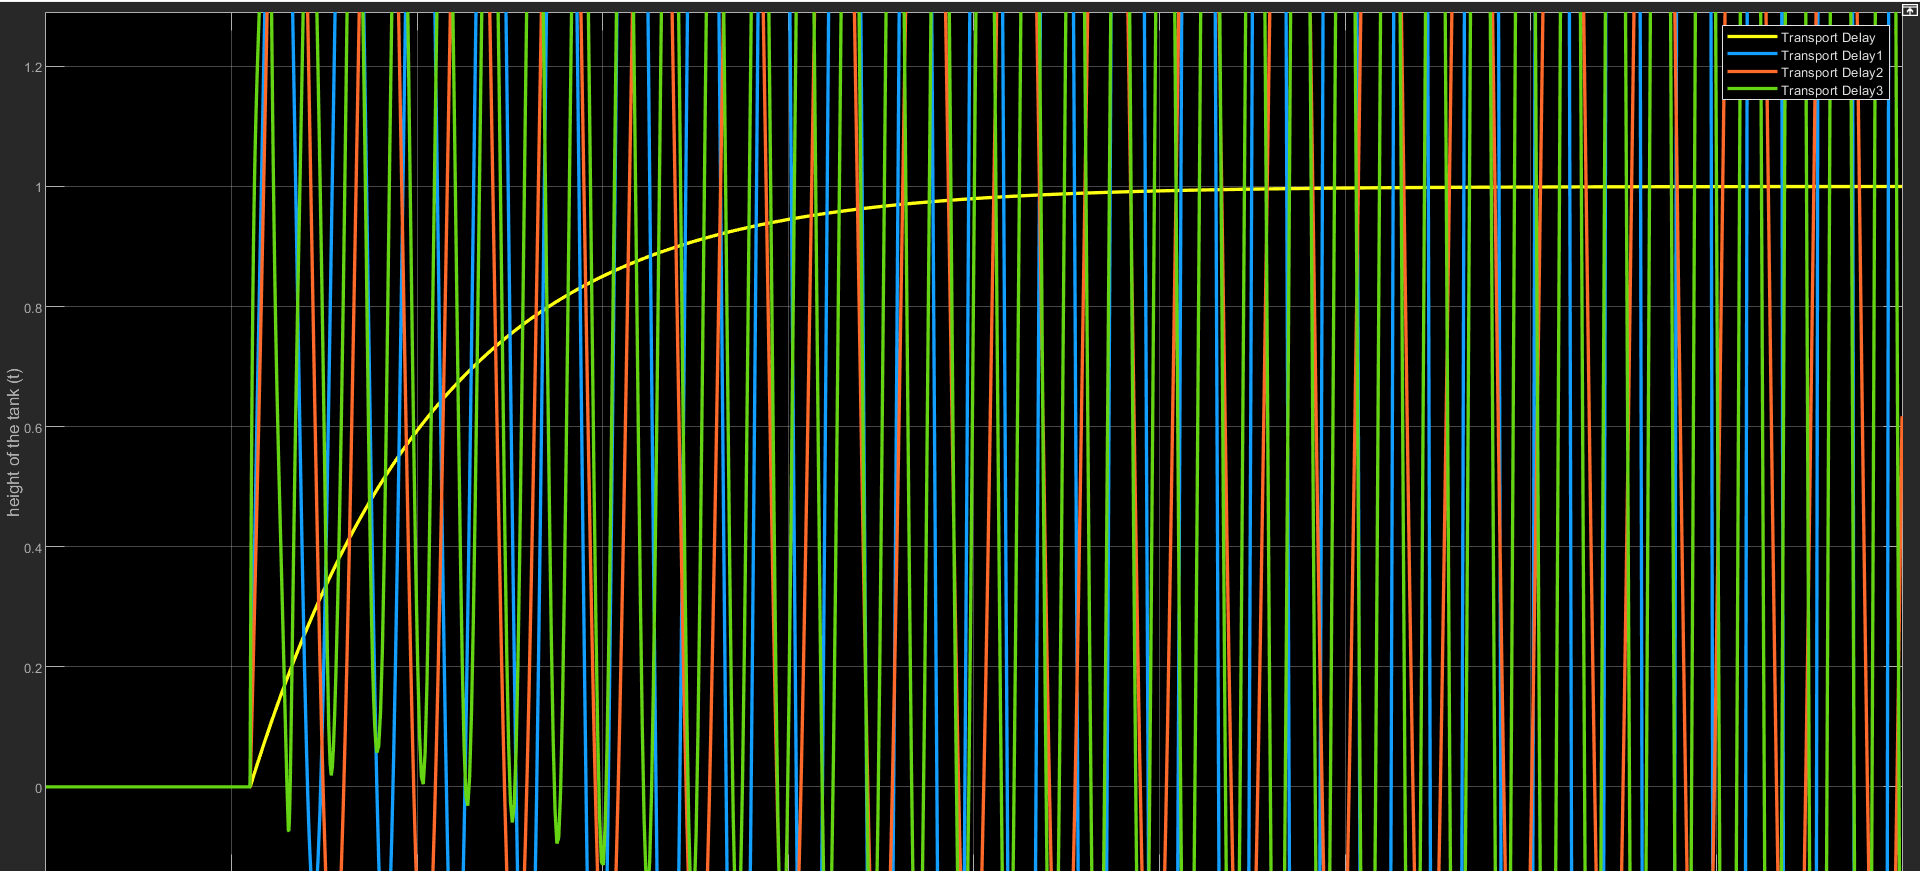 Transport Delay
Transport Delay1
Transport Delay2
Transport Delay3
1.2
1
0.8
0.6
0.4
0.2
0
height of the tank (t)